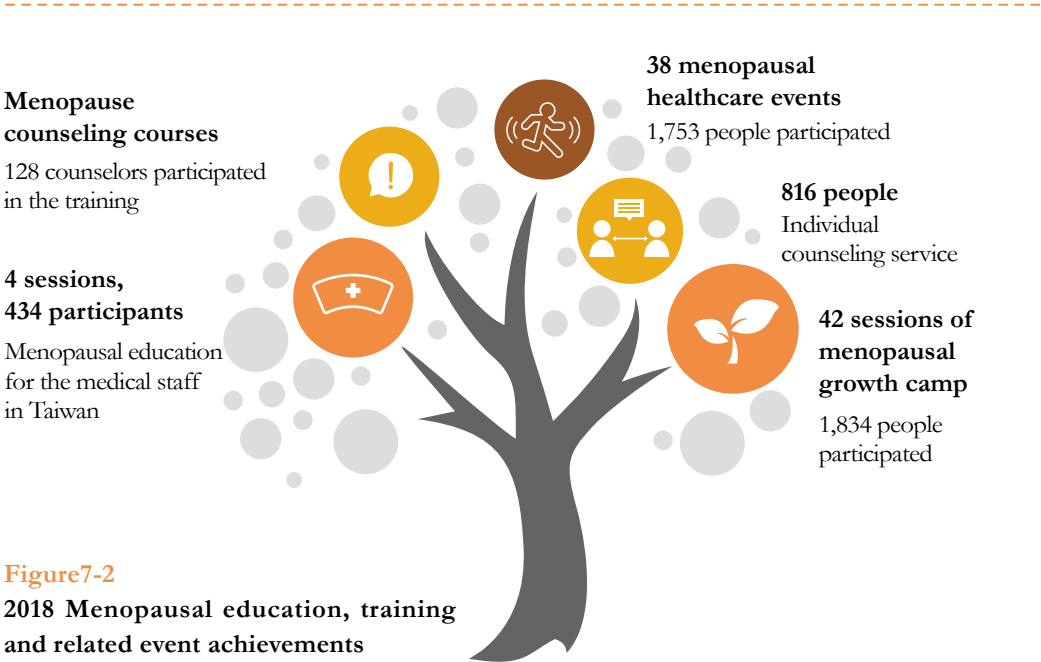 Menopause
counseling courses
128 counselors participated
in the training
4 sessions,
434 participants
Menopausal education
for the medical staff
in Taiwan
38 menopausal
healthcare events
1,753 people participated
816 people
Individual
counseling service
42 sessions of
menopausal
growth camp
1,834 people
participated
Figure7-2
2018 Menopausal education, training
and related event achievements